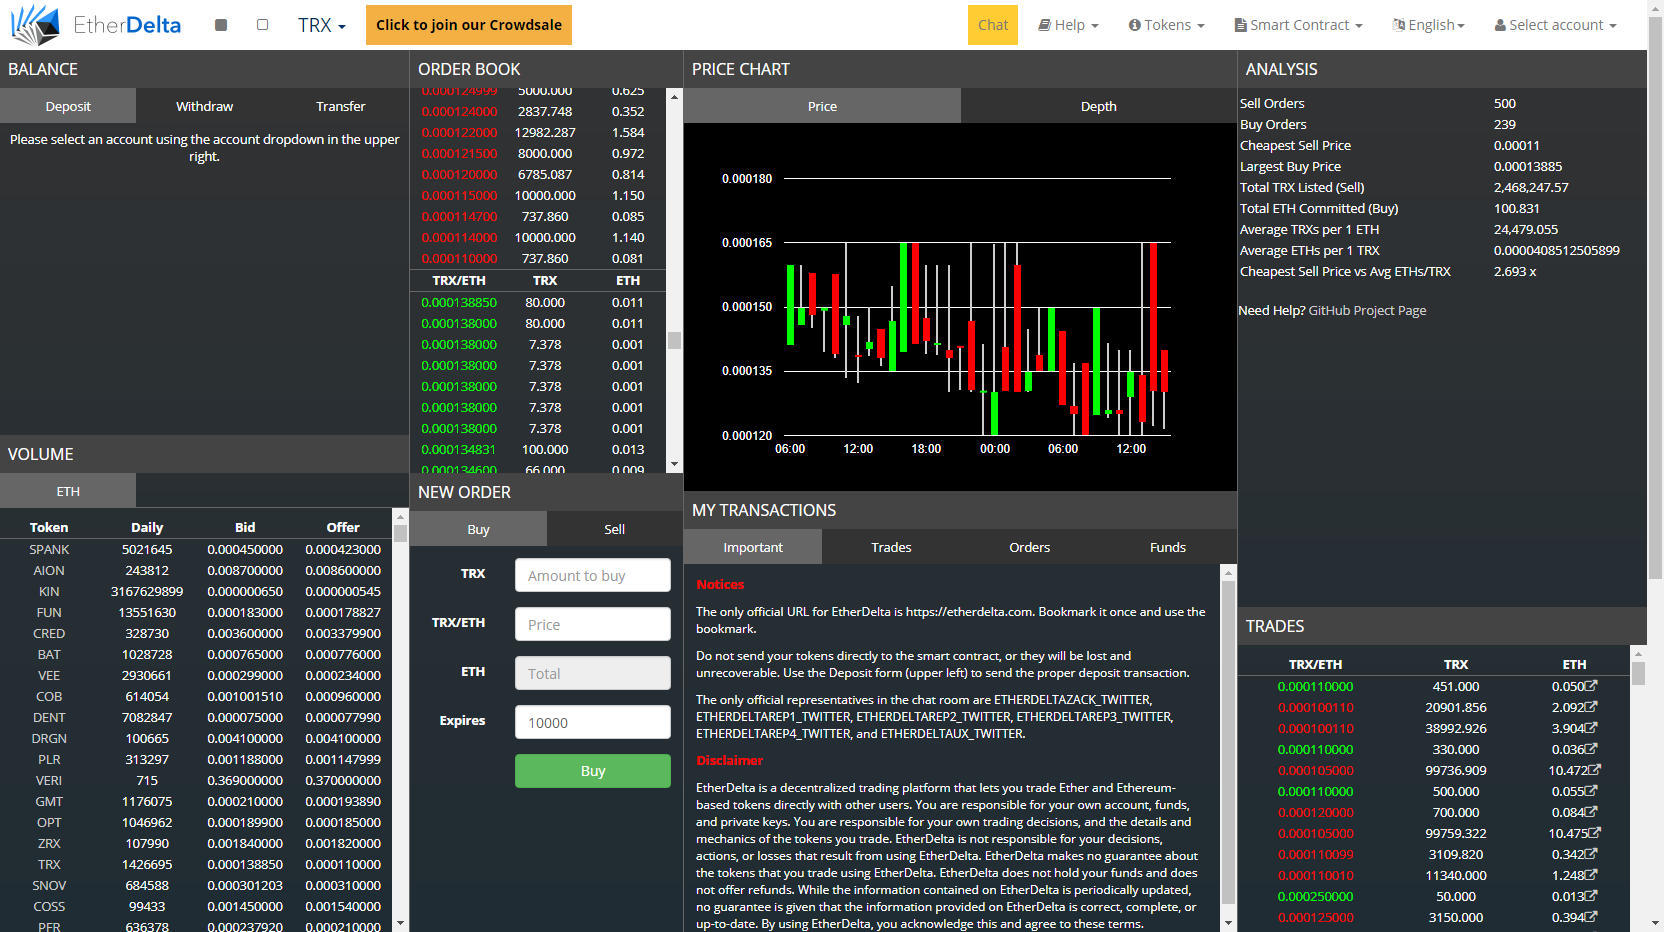 EtherDelta
TRX
Click to join our Crowdsale
Chat
Help
Tokens
Smart Contract
English
Select account
BALANCE
Deposit Withdraw Transfer
Please select an account using the account dropdown in the upper
right.
VOLUME
ETH
Token Daily Bid Offer
SPANK 5021645 0.000450000 0.000423000
AION 243812 0.008700000 0.008600000
KIN 3167629899 0.000000650 0.000000545
FUN 13551630 0.000183000 0.000178827
CRED 328730 0.003600000 0.003379900
BAT 1028728 0.000765000 0.000776000
VEE 2930661 0.000299000 0.000234000
COB 614054 0.001001510 0.000960000
DENT 7082847 0.000075000 0.000077990
DRGN 100665 0.004100000 0.004100000
PLR 313297 0.001188000 0.001147999
VERI 715 0.369000000 0.370000000
GMT 1176075 0.000210000 0.000193890
OPT 1046962 0.000189900 0.000185000
ZRX 107990 0.001840000 0.001820000
TRX 1426695 0.000138850 0.000110000
SNOV 684588 0.000301203 0.000310000
COSS 99433 0.001450000 0.001540000
PFR 636378 0.000237920 0.000210000
ORDER BOOK
0.000124999 5000.000 0.625
0.000124000 2837.748 0.352
0.000122000 12982.287 1.584
0.000121500 8000.000 0.972
0.000120000 6785.087 0.814
0.000115000 10000.000 1.150
0.000114700 737.860 0.085
0.000114000 10000.000 1.140
0.000110000 737.860 0.081
TRX/ETH TRX ETH
0.000138850 80.000 0.011
0.000138000 80.000 0.011
0.000138000 7.378 0.001
0.000138000 7.378 0.001
0.000138000 7.378 0.001
0.000138000 7.378 0.001
0.000138000 7.378 0.001
0.000134831 100.000 0.013
0.000134600 66.000 0.009
NEW ORDER
Buy Sell
TRX Amount to buy
TRX/ETH Price
ETH Total
Expires 10000
Buy
PRICE CHART
Price Depth
0.000180
0.000165
0.000150
0.000135
0.000120
06:00 12:00 18:00 00:00 06:00 12:00
MY TRANSACTIONS
Important Trades Orders Funds
Notices
The only official URL for EtherDelta is https://etherdelta.com. Bookmark it once and use the
bookmark.
Do not send your tokens directly to the smart contract, or they will be lost and
unrecoverable. Use the Deposit form (upper left) to send the proper deposit transaction.
The only official representatives in the chat room are ETHERDELTAZACK_TWITTER,
ETHERDELTAREP1_TWITTER, ETHERDELTAREP2_TWITTER, ETHERDELTAREP3_TWITTER,
ETHERDELTAREP4_TWITTER, and ETHERDELTAUX_TWITTER.
Disclaimer
EtherDelta is a decentralized trading platform that lets you trade Ether and Ethereum-
based tokens directly with other users. You are responsible for your own account, funds,
and private keys. You are responsible for your own trading decisions, and the details and
mechanics of the tokens you trade. EtherDelta is not responsible for your decisions,
actions, or losses that result from using EtherDelta. EtherDelta makes no guarantee about
the tokens that you trade using EtherDelta. EtherDelta does not hold your funds and does
not offer refunds. While the information contained on EtherDelta is periodically updated,
no guarantee is given that the information provided on EtherDelta is correct, complete, or
up-to-date. By using EtherDelta, you acknowledge this and agree to these terms.
ANALYSIS
Sell Orders 500
Buy Orders 239
Cheapest Sell Price 0.00011
Largest Buy Price 0.00013885
Total TRX Listed (Sell) 2,468,247.57
Total ETH Committed (Buy) 100.831
Average TRXs per 1 ETH 24,479.055
Average ETHs per 1 TRX 0.0000408512505899
Cheapest Sell Price vs Avg ETHs/TRX 2.693 x
Need Help? GitHub Project Page
TRADES
TRX/ETH TRX ETH
0.000110000 451.000 0.050
0.000100110 20901.856 2.092
0.000100110 38992.926 3.904
0.000110000 330.000 0.036
0.000105000 99736.909 10.472
0.000110000 500.000 0.055
0.000120000 700.000 0.084
0.000105000 99759.322 10.475
0.000110099 3109.820 0.342
0.000110010 11340.000 1.248
0.000250000 50.000 0.013
0.000125000 3150.000 0.394